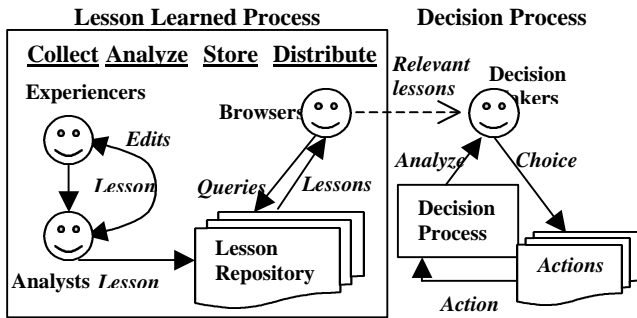 Lesson Learned Process
Decision Process
Collect Analyze Store Distribute
Experiencers
Edits
Lesson
Analysts
Lesson
Browsers
Queries
Lessons
Lesson
Repository
Relevant
lessons
Decision
Makers
Analyze
Choice
Decision
Process
Actions
Action